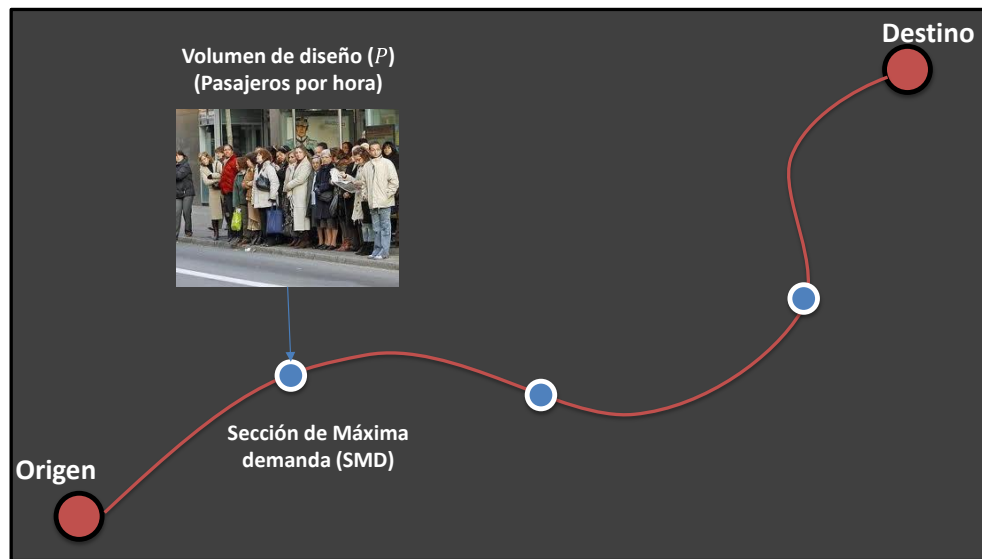 Destino
Volumen de diseño (P)
(Pasajeros por hora)
Sección de Máxima
demanda (SMD)
Origen